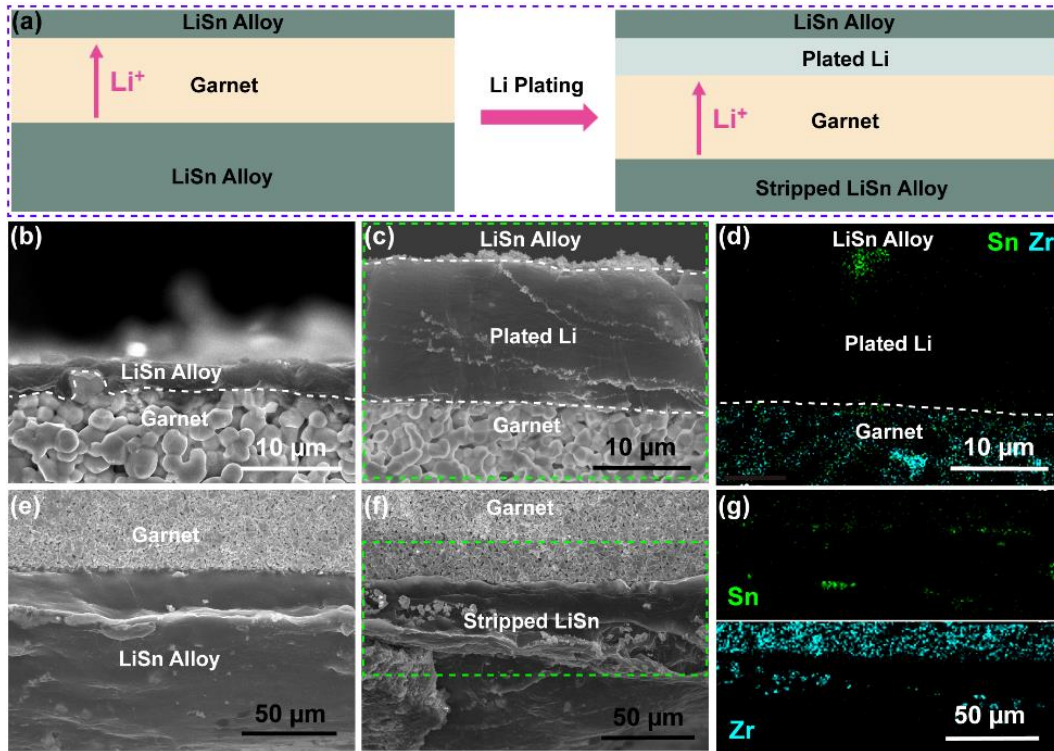 (a)
LiSn Alloy
Li⁺
Garnet
LiSn Alloy
Li Plating
LiSn Alloy
Plated Li
Li⁺
Garnet
Stripped LiSn Alloy
(b)
LiSn Alloy
Garnet
10 μm
(c)
LiSn Alloy
Plated Li
Garnet
10 μm
(d)
LiSn Alloy
Sn Zr
Plated Li
Garnet
10 μm
(e)
Garnet
LiSn Alloy
50 μm
(f)
Garnet
Stripped LiSn
50 μm
(g)
Sn
Zr
50 μm